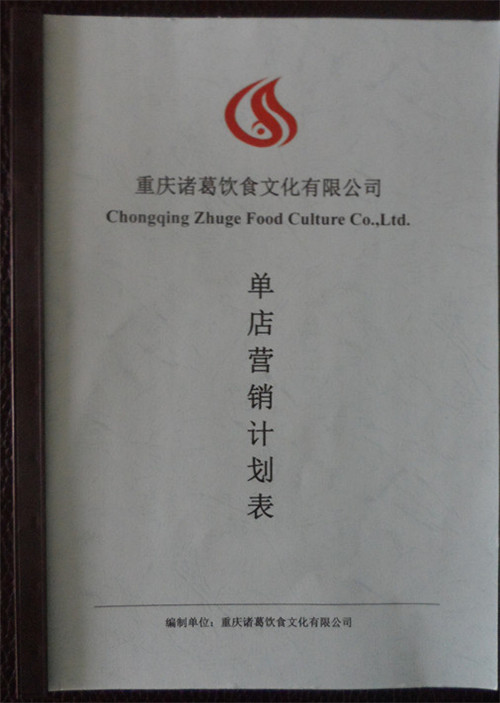 重庆诸葛饮食文化有限公司
Chongqing Zhuge Food Culture Co.,Ltd.
单店营销计划表
编制单位：重庆诸葛饮食文化有限公司